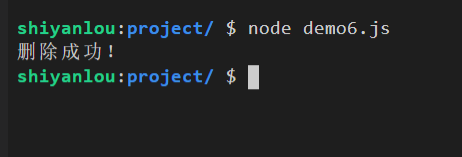 shiyanlou:project/ $ node demo6.js
删除成功!
shiyanlou:project/ $